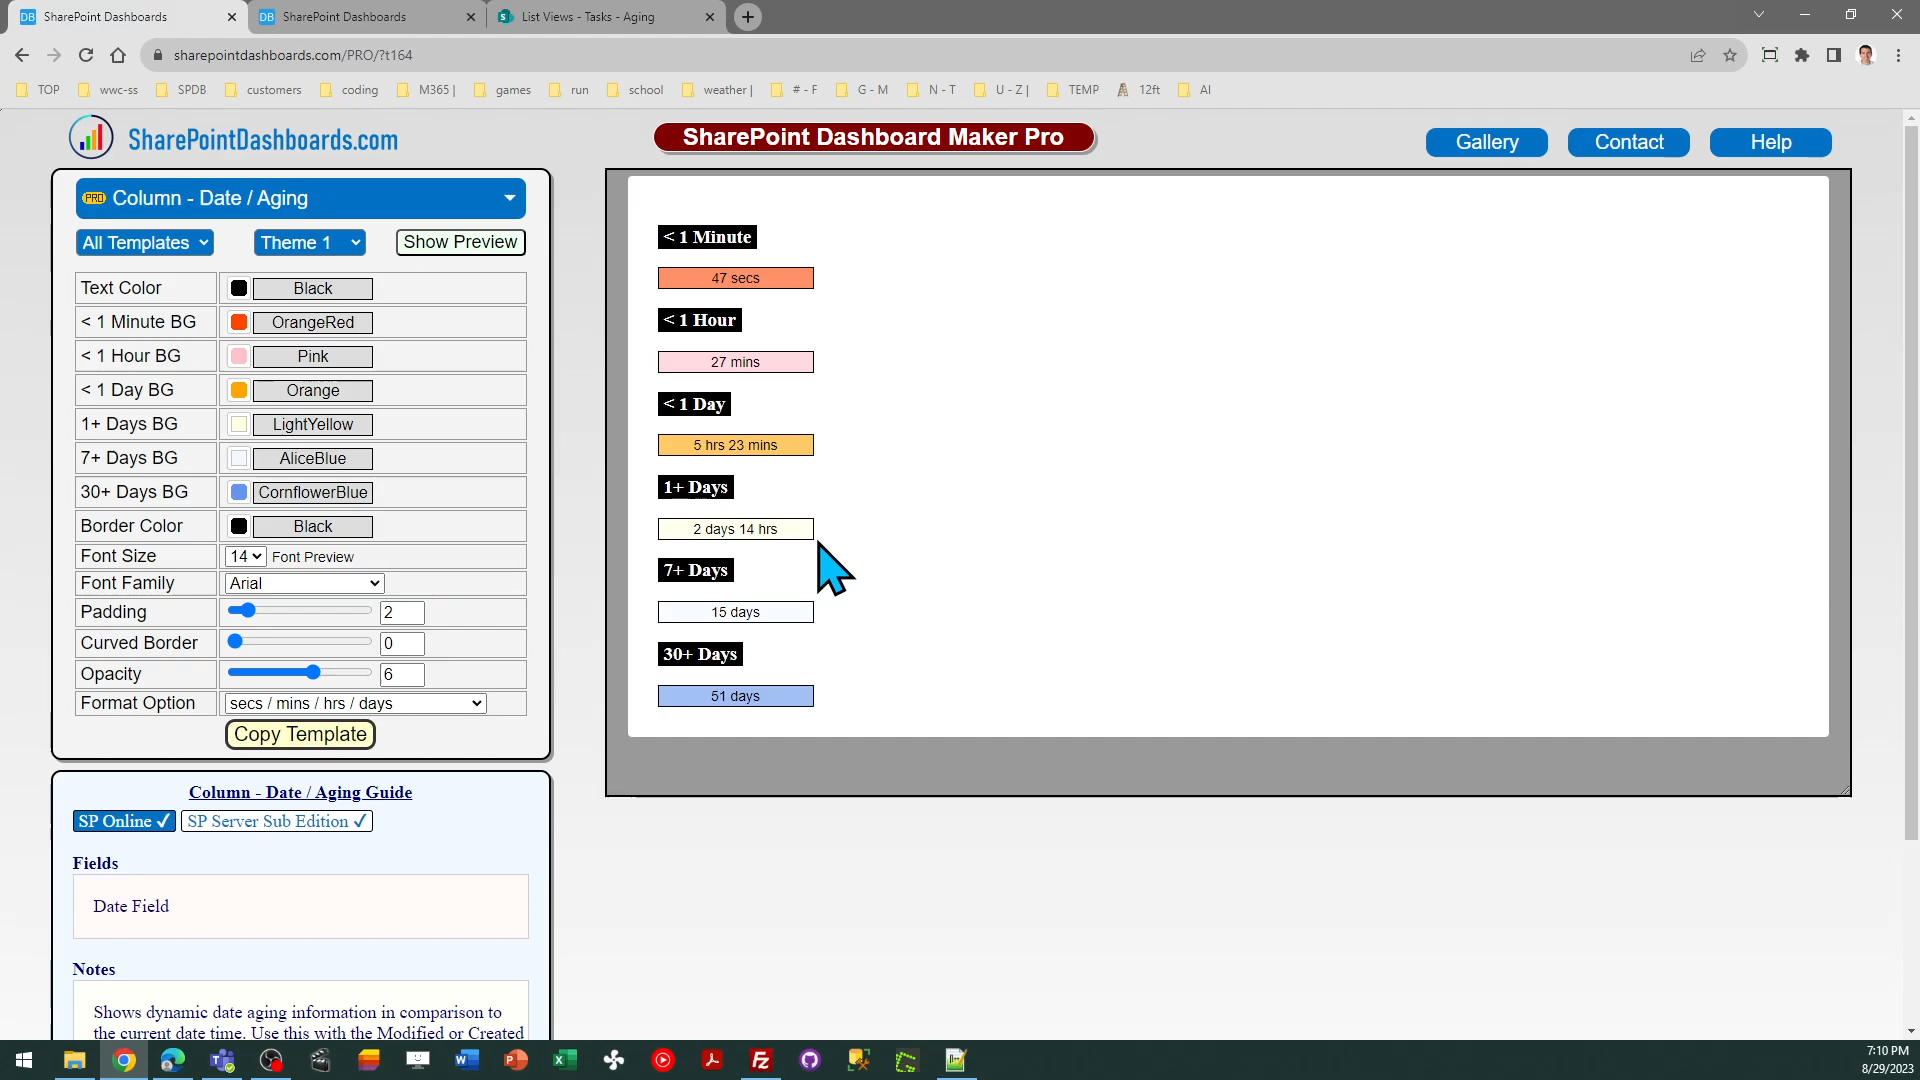 SharePoint Dashboards
SharePoint Dashboards
List Views - Tasks - Aging
sharepointdashboards.com/PRO/?t164
TOP wwc-ss SPDB customers coding M365 | games run school weather | # - F G - M N - T U - Z | TEMP 12ft AI
SharePointDashboards.com
SharePoint Dashboard Maker Pro
Gallery Contact Help
PRO Column - Date / Aging
All Templates Theme 1 Show Preview
Text Color Black
< 1 Minute BG OrangeRed
< 1 Hour BG Pink
< 1 Day BG Orange
1+ Days BG LightYellow
7+ Days BG AliceBlue
30+ Days BG CornflowerBlue
Border Color Black
Font Size 14 Font Preview
Font Family Arial
Padding 2
Curved Border 0
Opacity 6
Format Option secs / mins / hrs / days
Copy Template
< 1 Minute
47 secs
< 1 Hour
27 mins
< 1 Day
5 hrs 23 mins
1+ Days
2 days 14 hrs
7+ Days
15 days
30+ Days
51 days
Column - Date / Aging Guide
SP Online ✓ SP Server Sub Edition ✓
Fields
Date Field
Notes
Shows dynamic date aging information in comparison to
the current date time. Use this with the Modified or Created
7:10 PM
8/29/2023